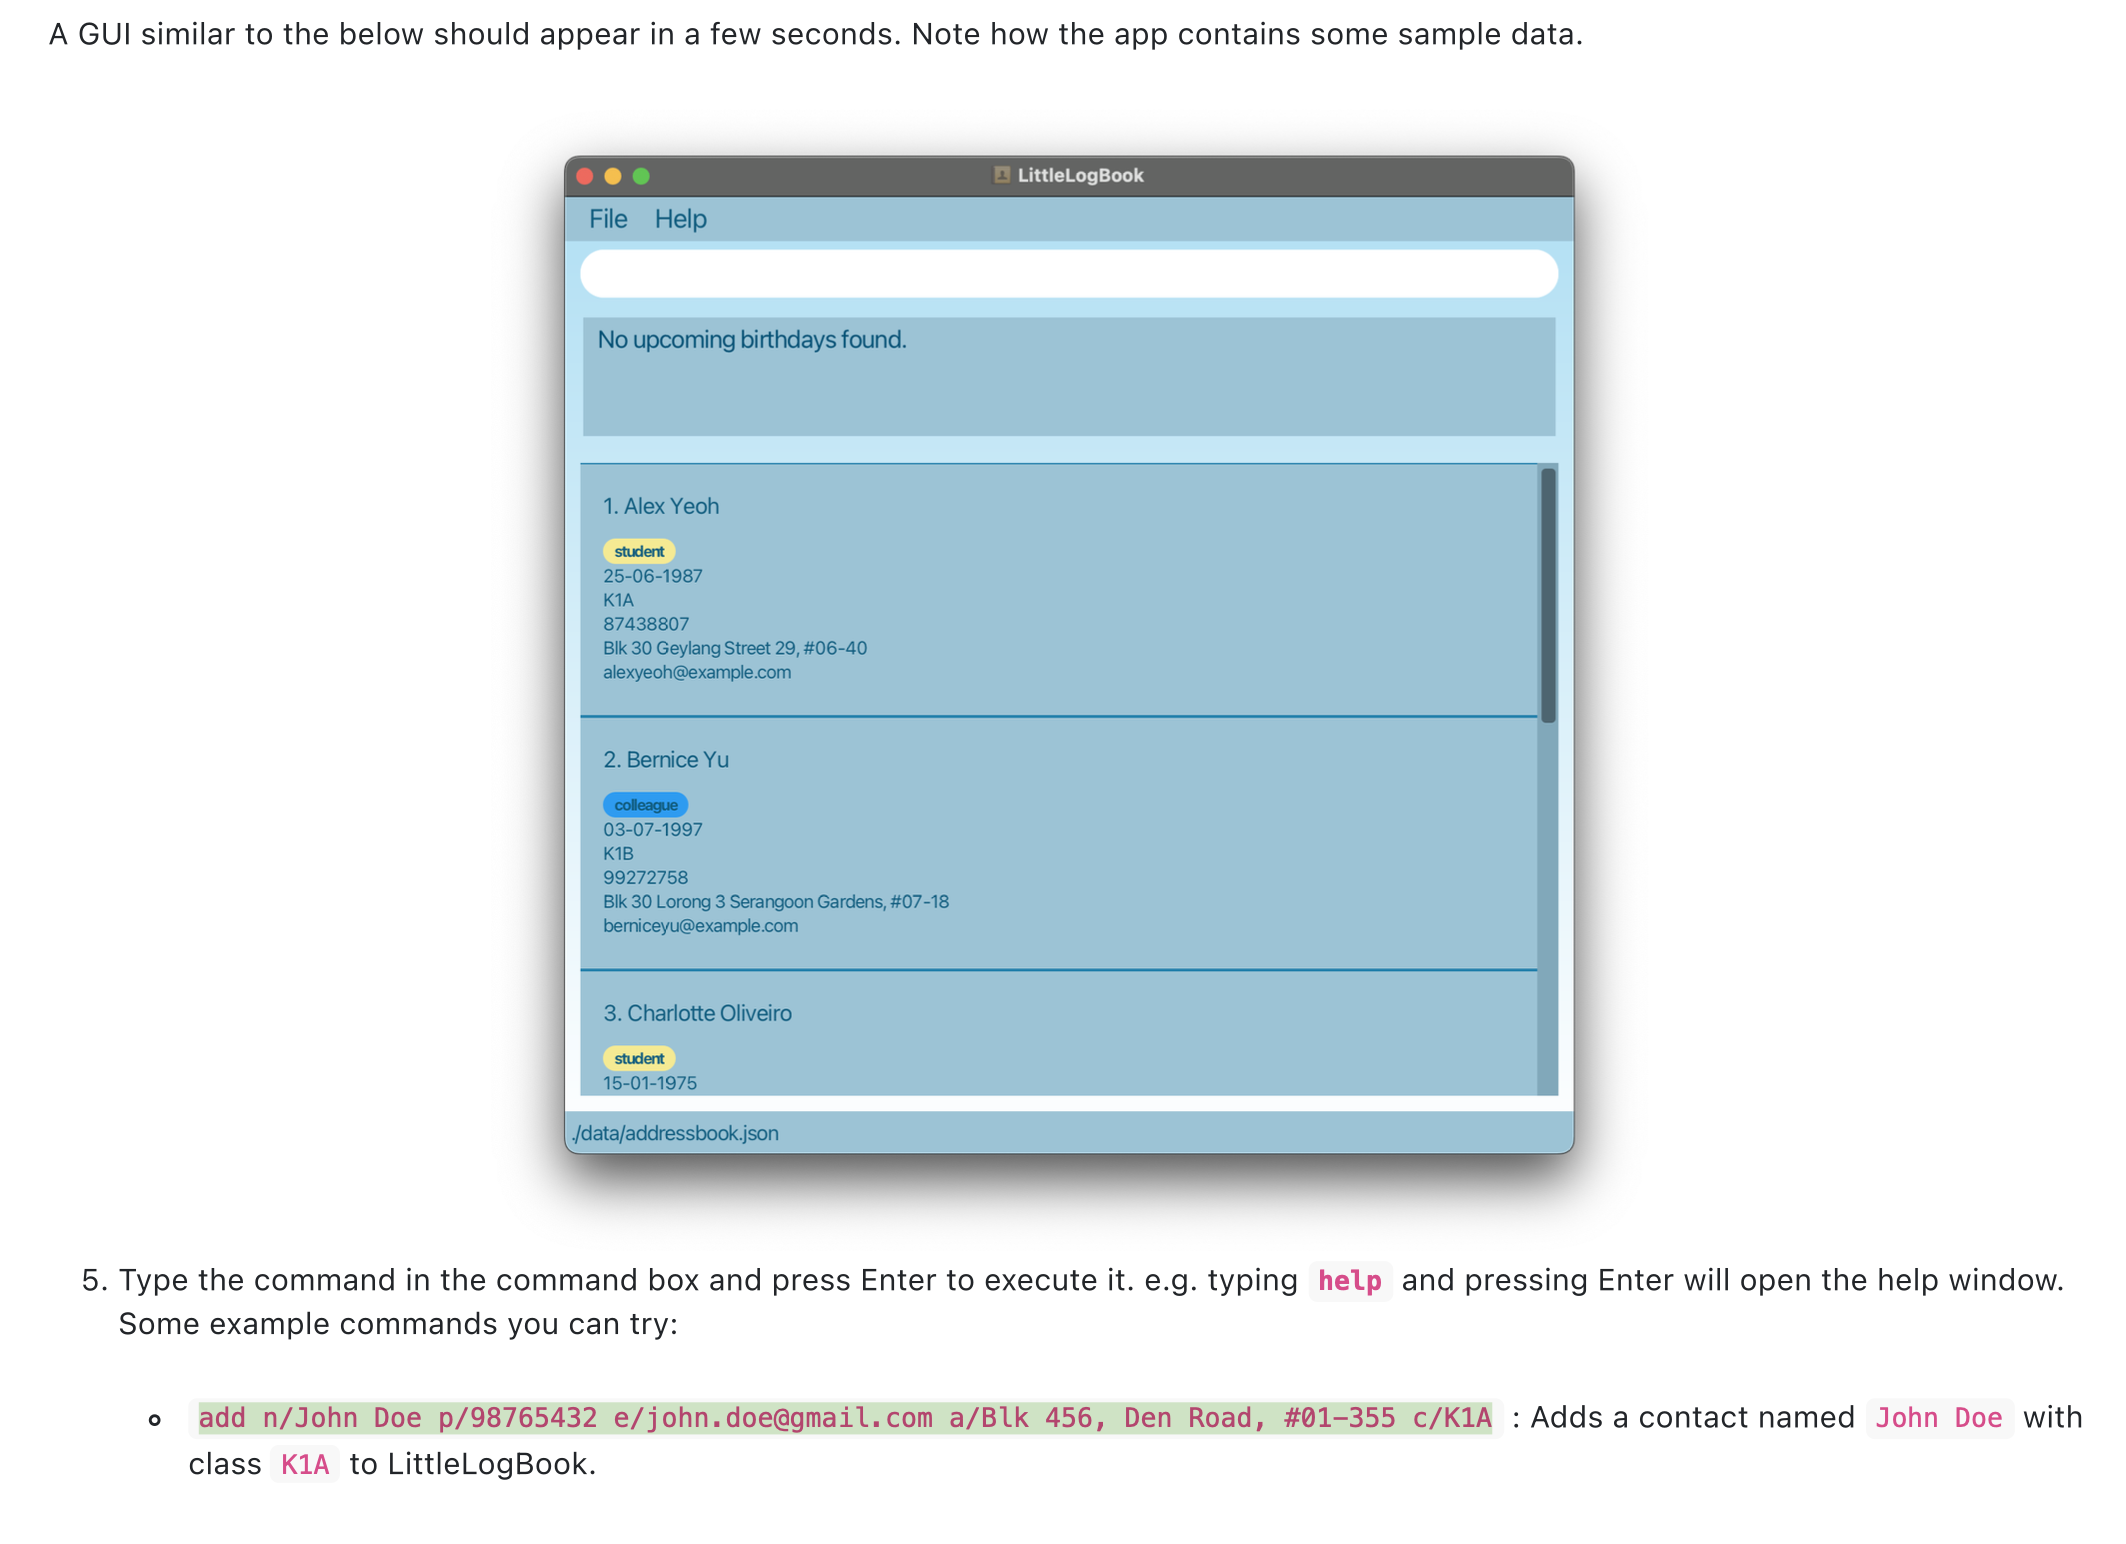 A GUI similar to the below should appear in a few seconds. Note how the app contains some sample data.
LittleLogBook
File Help
No upcoming birthdays found.
1. Alex Yeoh
student
25-06-1987
K1A
87438807
Blk 30 Geylang Street 29, #06-40
alexyeoh@example.com
2. Bernice Yu
colleague
03-07-1997
K1B
99272758
Blk 30 Lorong 3 Serangoon Gardens, #07-18
berniceyu@example.com
3. Charlotte Oliveiro
student
15-01-1975
./data/addressbook.json
5. Type the command in the command box and press Enter to execute it. e.g. typing help and pressing Enter will open the help window.
Some example commands you can try:
add n/John Doe p/98765432 e/john.doe@gmail.com a/Blk 456, Den Road, #01-355 c/K1A : Adds a contact named John Doe with
class K1A to LittleLogBook.